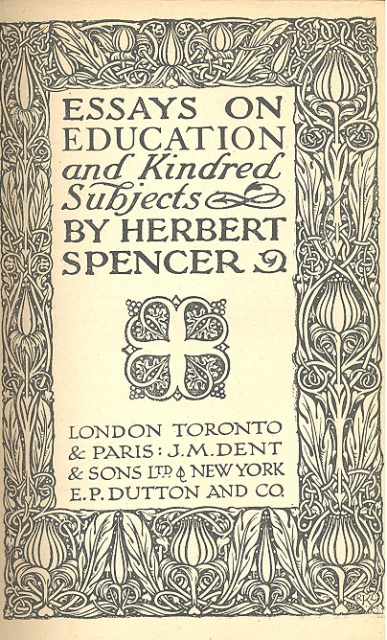 ESSAYS ON
EDUCATION
and Kindred
Subjects
BY HERBERT
SPENCER
LONDON TORONTO
& PARIS: J.M. DENT
& SONS LTD. NEW YORK
E.P. DUTTON AND CO.